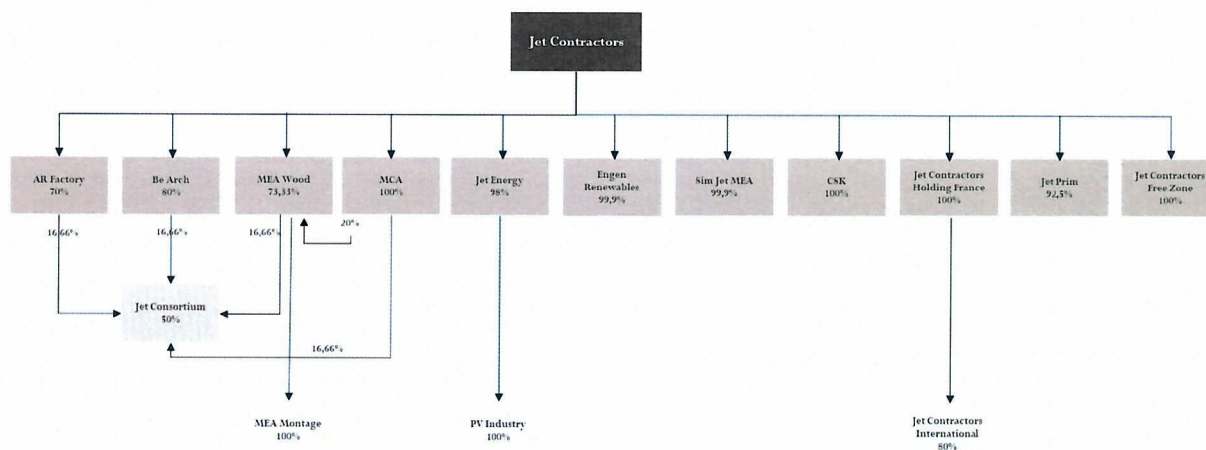 Jet Contractors
AR Factory
70%
Be Arch
80%
MEA Wood
73,33%
MCA
100%
Jet Energy
98%
Engen
Renewables
99,9%
Sim Jet MEA
99,9%
CSK
100%
Jet Contractors
Holding France
100%
Jet Prim
92,5%
Jet Contractors
Free Zone
100%
16,66%
16,66%
16,66%
20%
Jet Consortium
50%
16,66%
MEA Montage
100%
PV Industry
100%
Jet Contractors
International
80%